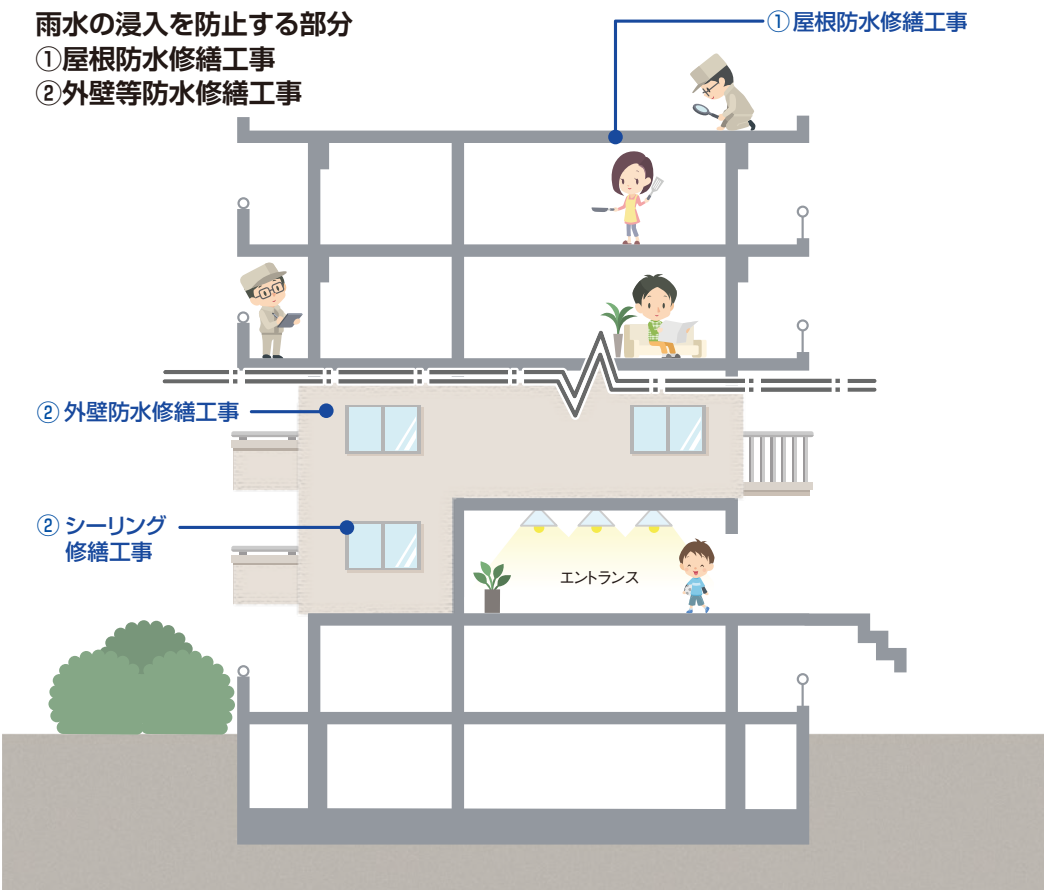 雨水の浸入を防止する部分
①屋根防水修繕工事
②外壁等防水修繕工事
①屋根防水修繕工事
② 外壁防水修繕工事
② シーリング
修繕工事
エントランス